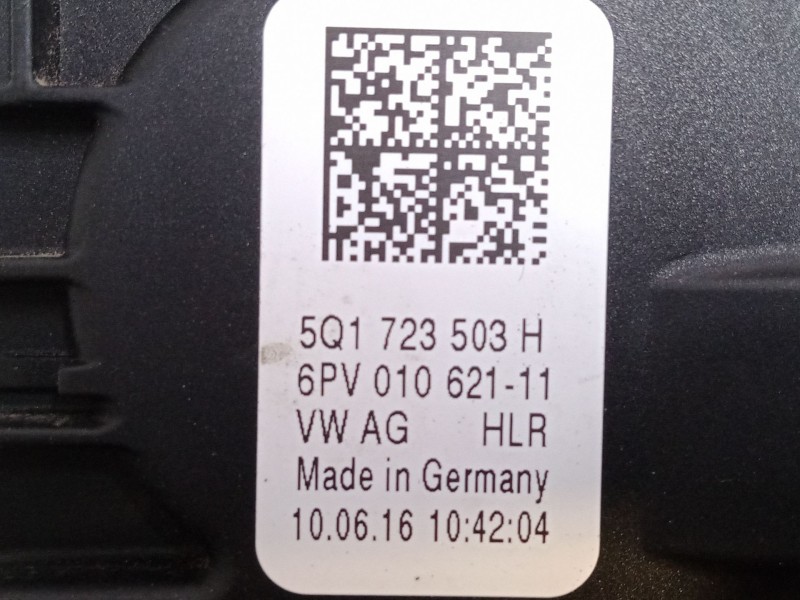 5Q1 723 503 H
6PV 010 621-11
VW AG HLR
Made in Germany
10.06.16 10:42:04